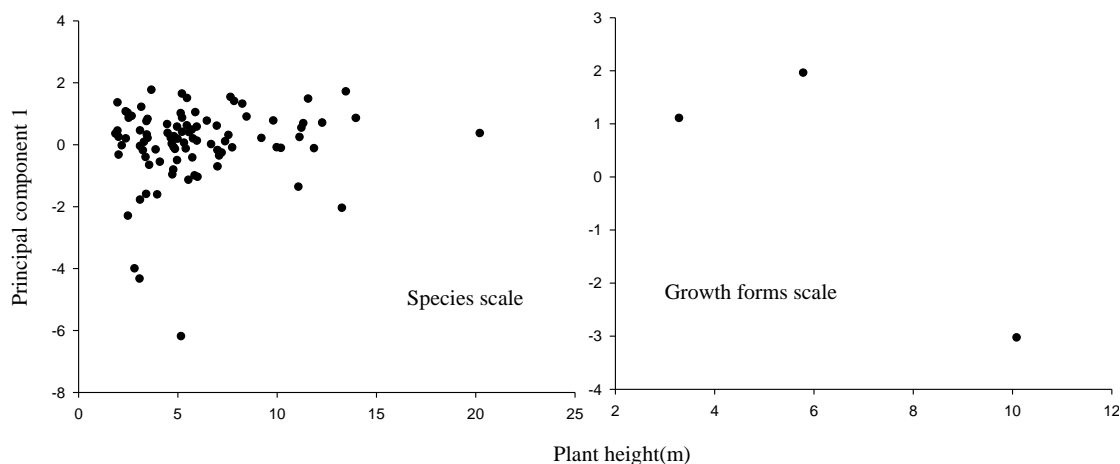 4
2
0
-2
-4
-6
-8
0 5 10 15 20 25
Principal component 1
Species scale
3
2
1
0
-1
-2
-3
-4
2 4 6 8 10 12
Growth forms scale
Plant height(m)